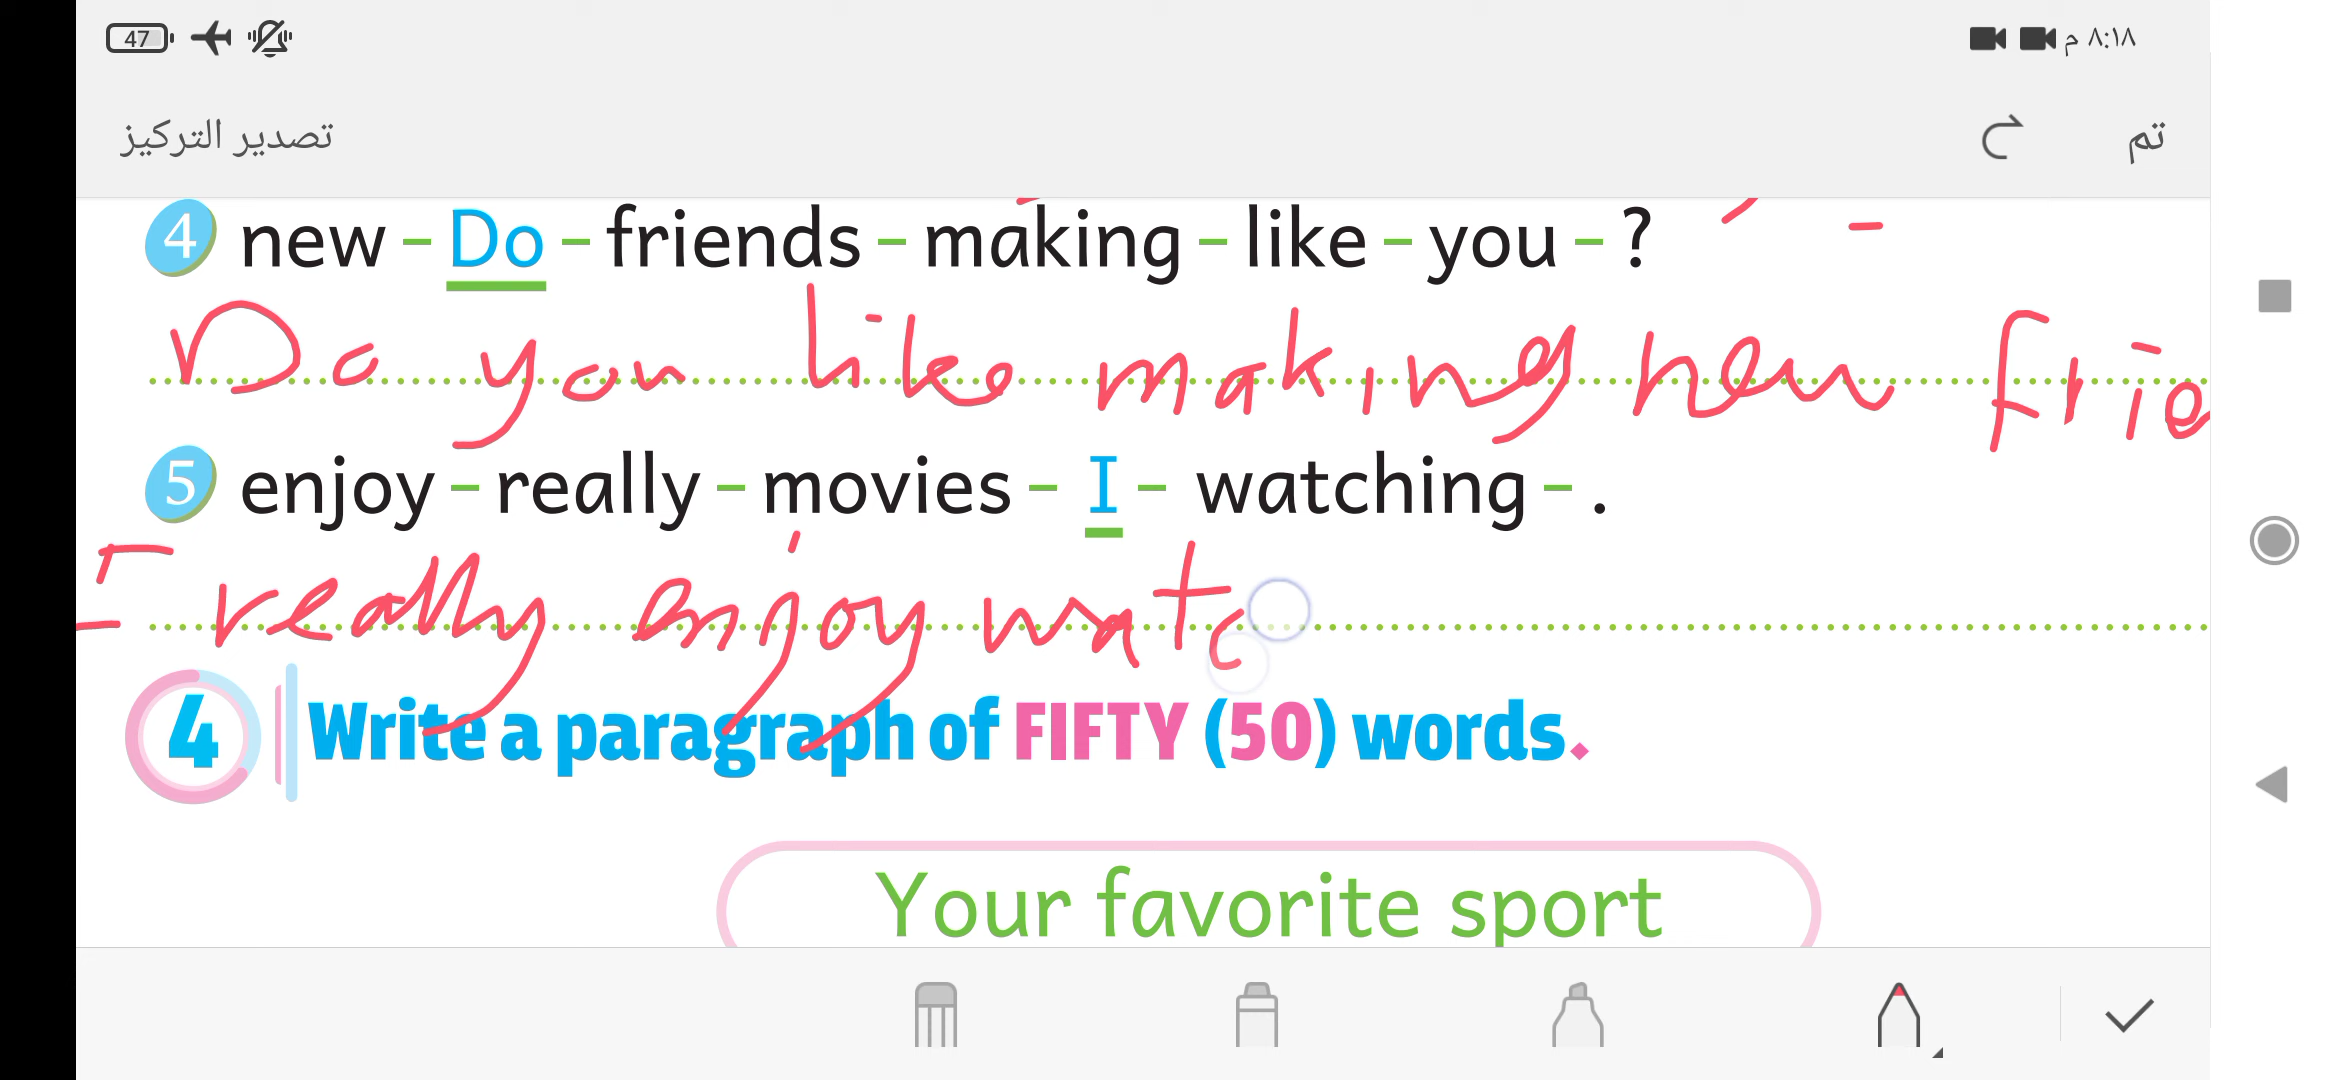 47 م ٨:١٨
تصدير التركيز تم
4 new - Do - friends - making - like - you - ?
Do you like making new frie
5 enjoy - really - movies - I - watching - .
I really enjoy watc
4 Write a paragraph of FIFTY (50) words.
Your favorite sport